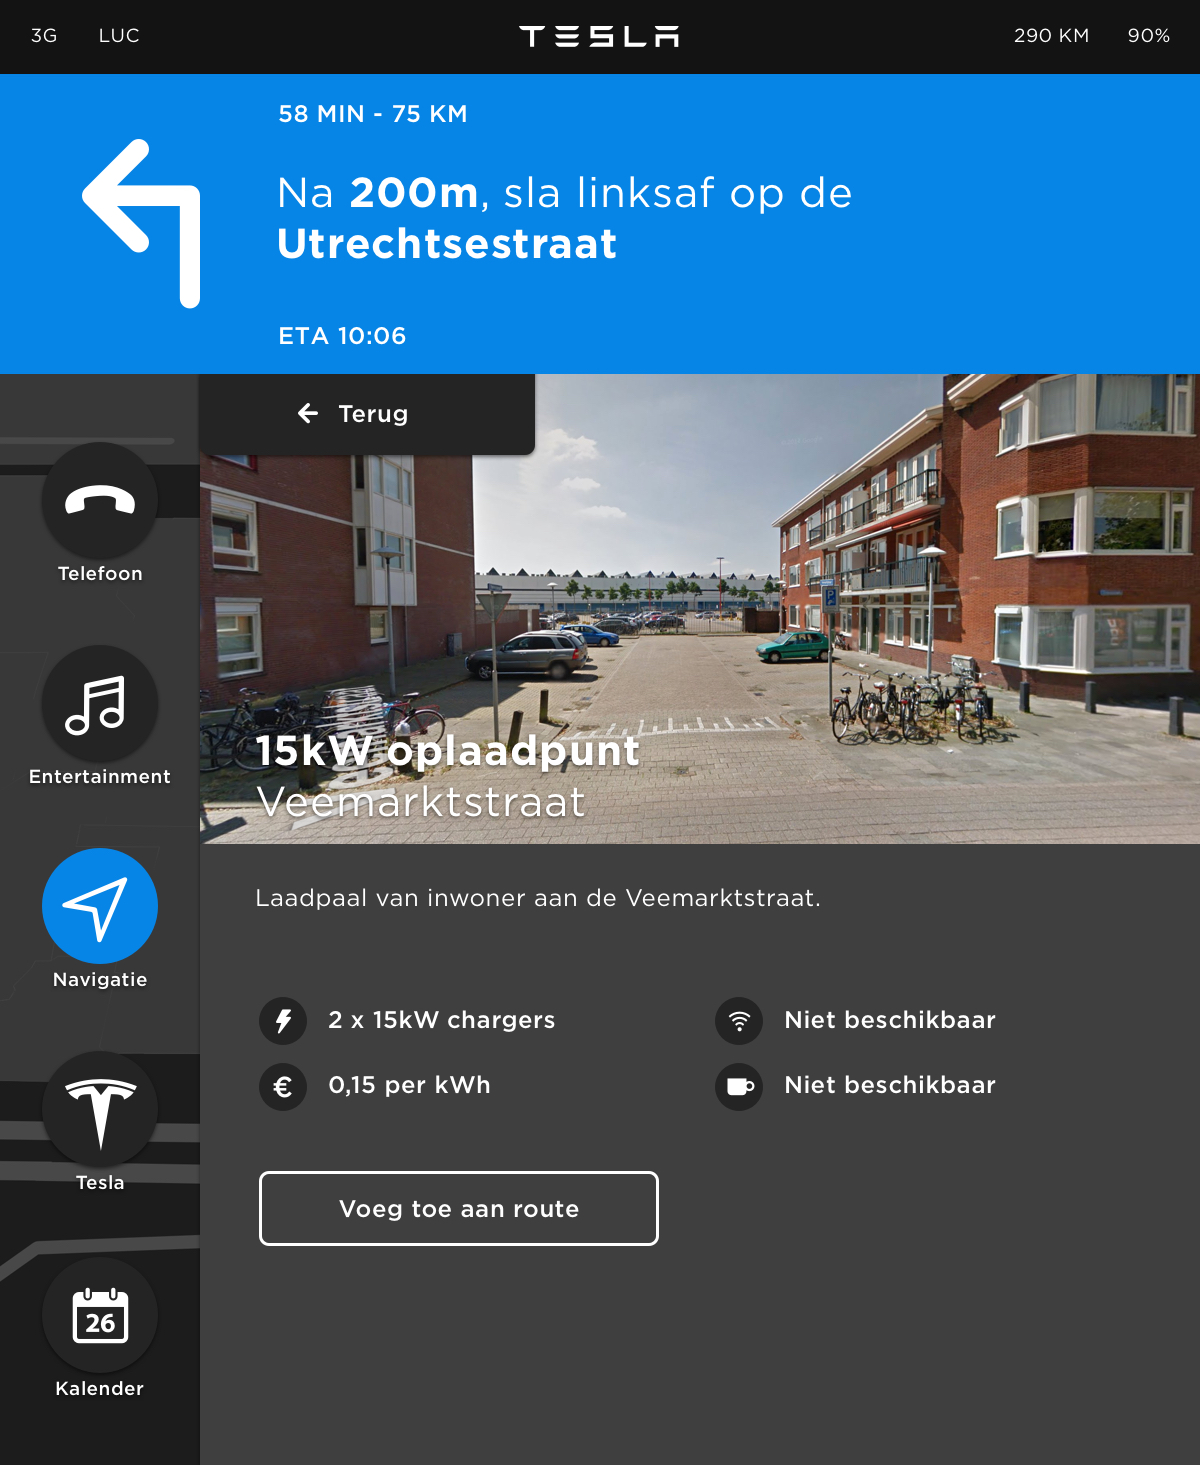 3G LUC TESLA 290 KM 90%
58 MIN - 75 KM
Na 200m, sla linksaf op de
Utrechtsestraat
ETA 10:06
Terug
Telefoon
Entertainment
Navigatie
Tesla
26
Kalender
P
15kW oplaadpunt
Veemarktstraat
Laadpaal van inwoner aan de Veemarktstraat.
2 x 15kW chargers
Niet beschikbaar
€ 0,15 per kWh
Niet beschikbaar
Voeg toe aan route